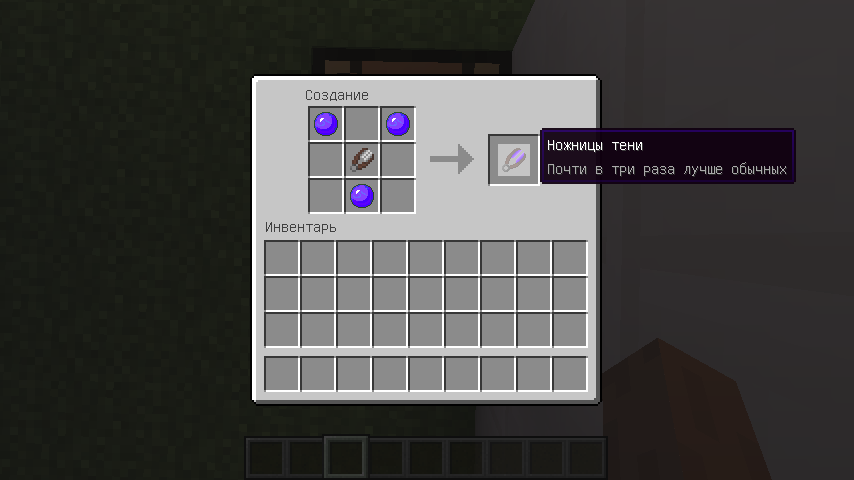 Создание
Ножницы тени
Почти в три раза лучше обычных
Инвентарь